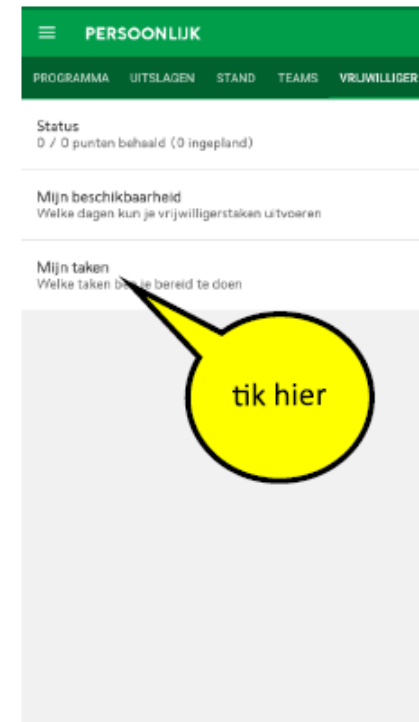 PERSOONLIJK
PROGRAMMA UITSLAGEN STAND TEAMS VRIJWILLIGER
Status
0 / 0 punten behaald (0 ingepland)
Mijn beschikbaarheid
Welke dagen kun je vrijwilligerstaken uitvoeren
Mijn taken
Welke taken ben je bereid te doen
tik hier